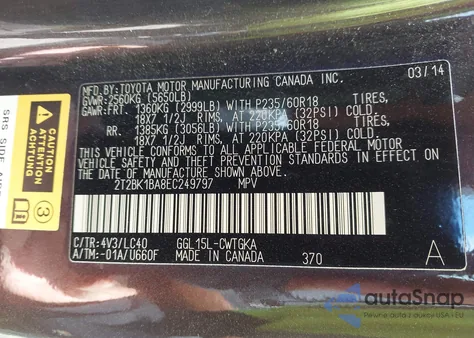 MFD.BY:TOYOTA MOTOR MANUFACTURING CANADA INC.
03/14
GVWR:2560KG (5650LB)
GAWR:FRT. 1360KG (2999LB) WITH P235/60R18 TIRES,
18X7 1/2J RIMS, AT 220KPA (32PSI) COLD.
RR. 1385KG (3056LB) WITH P235/60R18 TIRES,
18X7 1/2J RIMS, AT 220KPA (32PSI) COLD.
THIS VEHICLE CONFORMS TO ALL APPLICABLE FEDERAL MOTOR
VEHICLE SAFETY AND THEFT PREVENTION STANDARDS IN EFFECT
ON THE DATE OF MANUFACTURE SHOWN ABOVE.
2T2BK1BA8EC249797 MPV
C/TR:4V3/LC40 GGL15L-CWTGKA
A/TM:-01A/U660F MADE IN CANADA 370 A
SRS SIDE
CAUTION
ATTENTION
3
autoSnap